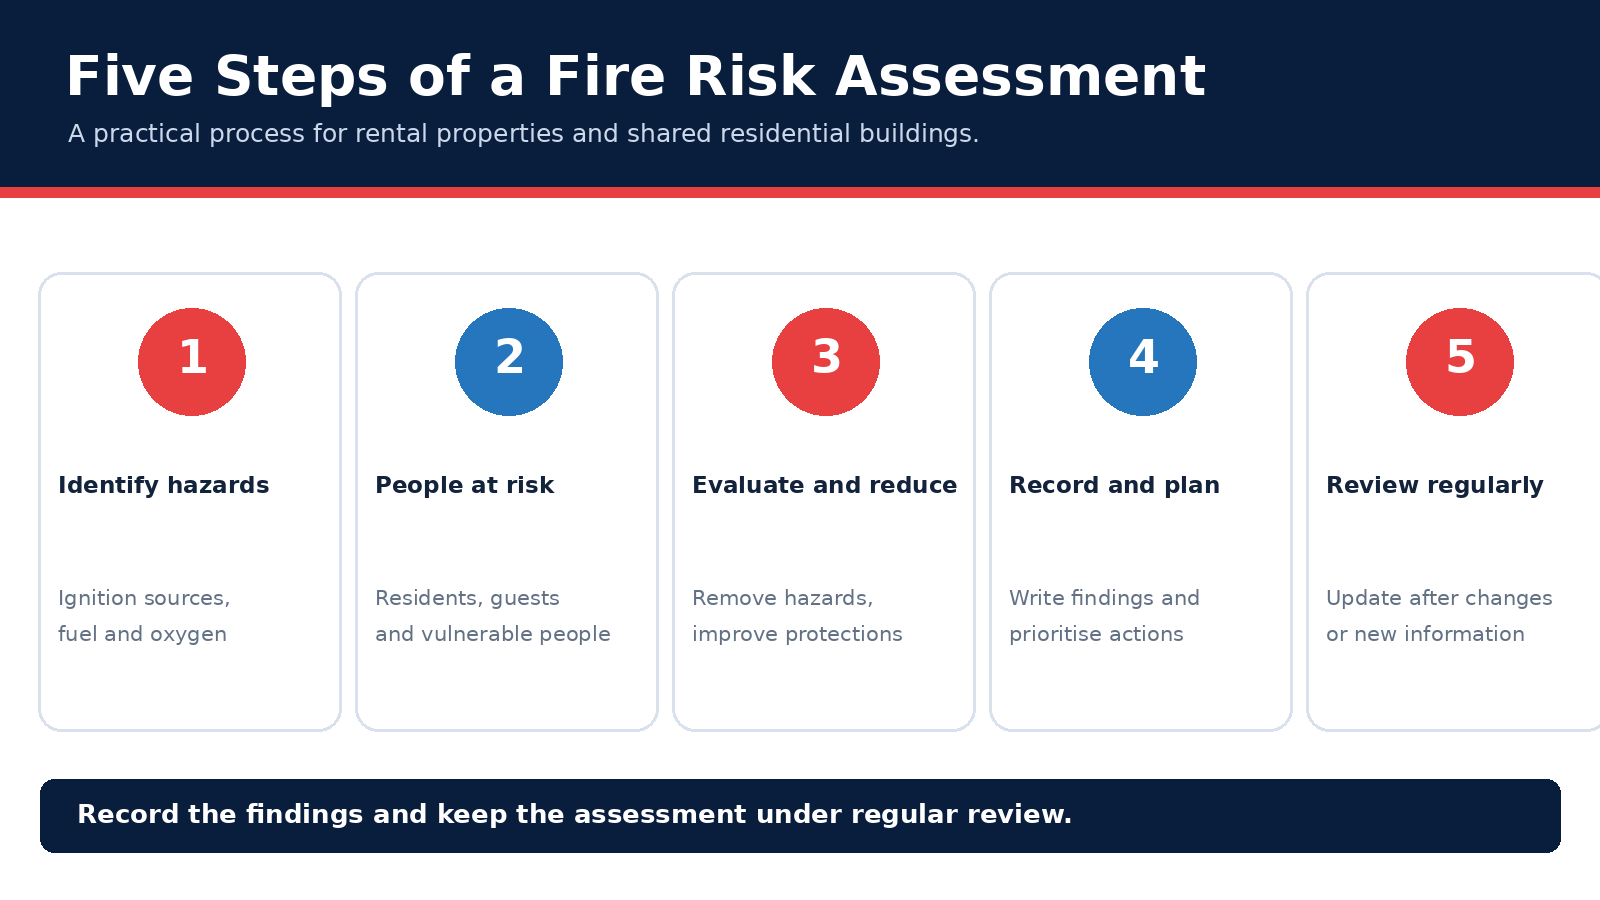 Five Steps of a Fire Risk Assessment
A practical process for rental properties and shared residential buildings.
1
Identify hazards
Ignition sources,
fuel and oxygen
2
People at risk
Residents, guests
and vulnerable people
3
Evaluate and reduce
Remove hazards,
improve protections
4
Record and plan
Write findings and
prioritise actions
5
Review regularly
Update after changes
or new information
Record the findings and keep the assessment under regular review.